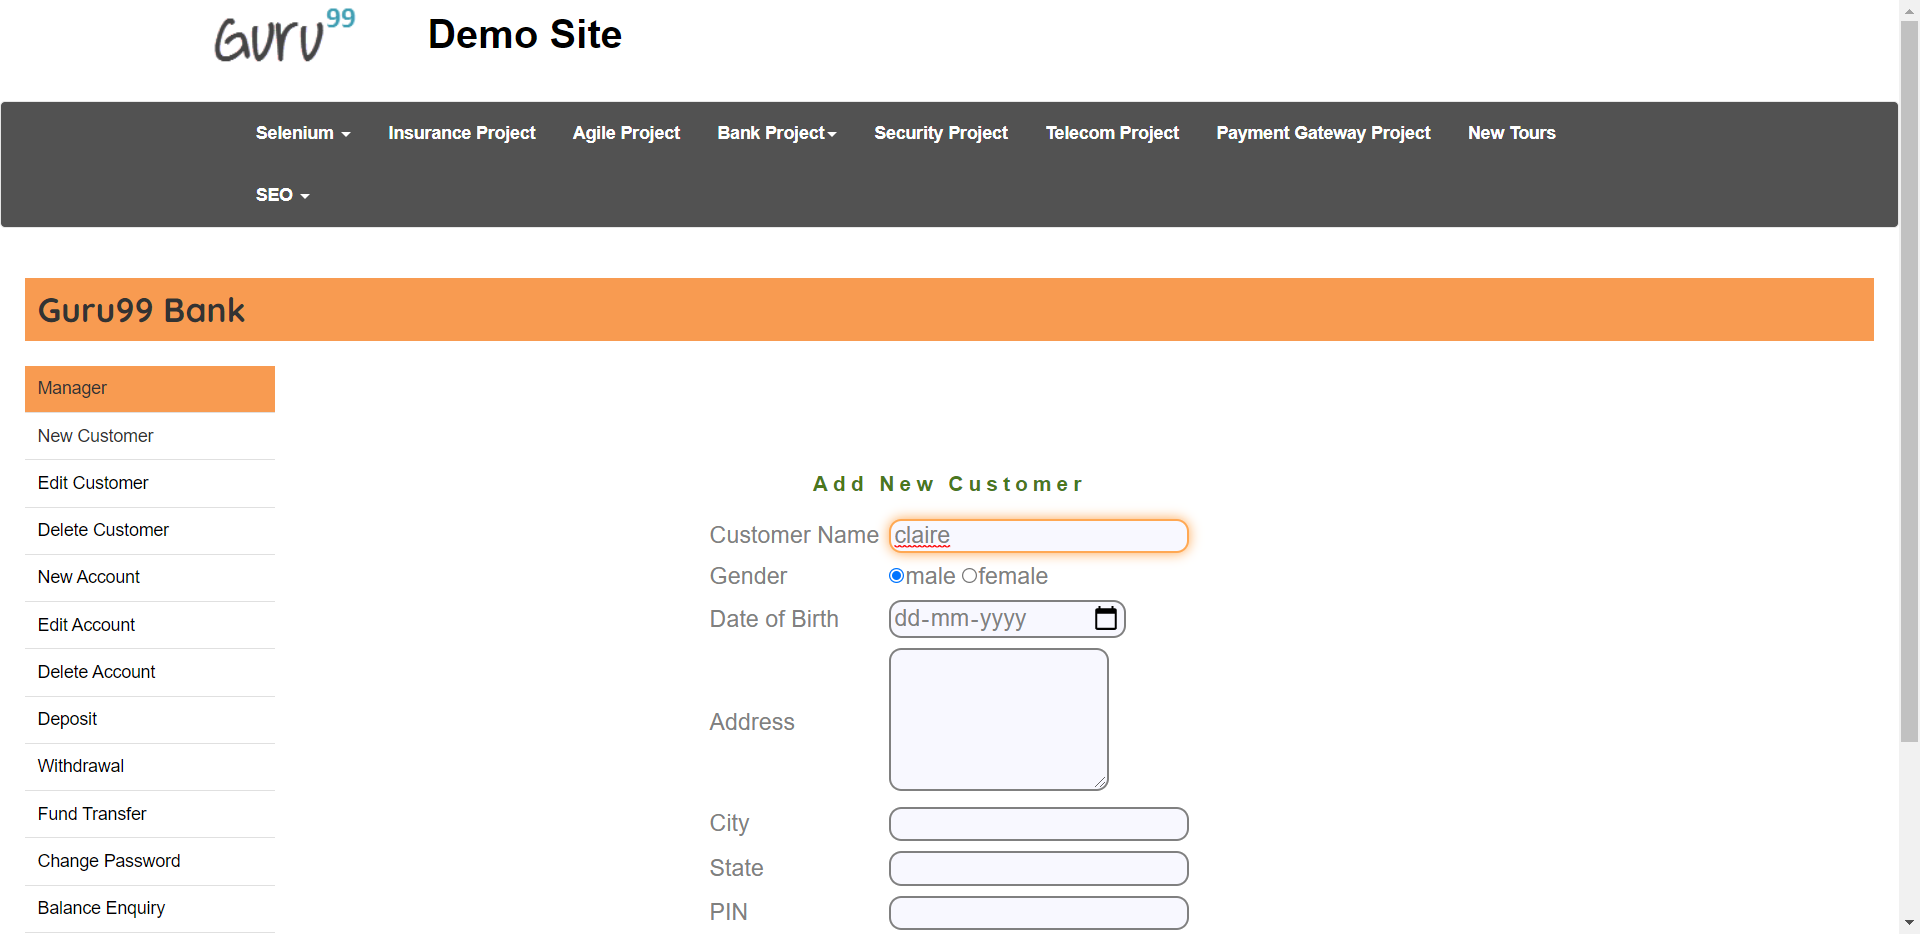 Guru99 Demo Site
Selenium Insurance Project Agile Project Bank Project Security Project Telecom Project Payment Gateway Project New Tours
SEO
Guru99 Bank
Manager
New Customer
Edit Customer
Delete Customer
New Account
Edit Account
Delete Account
Deposit
Withdrawal
Fund Transfer
Change Password
Balance Enquiry
Add New Customer
Customer Name claire
Gender male female
Date of Birth dd-mm-yyyy
Address
City
State
PIN